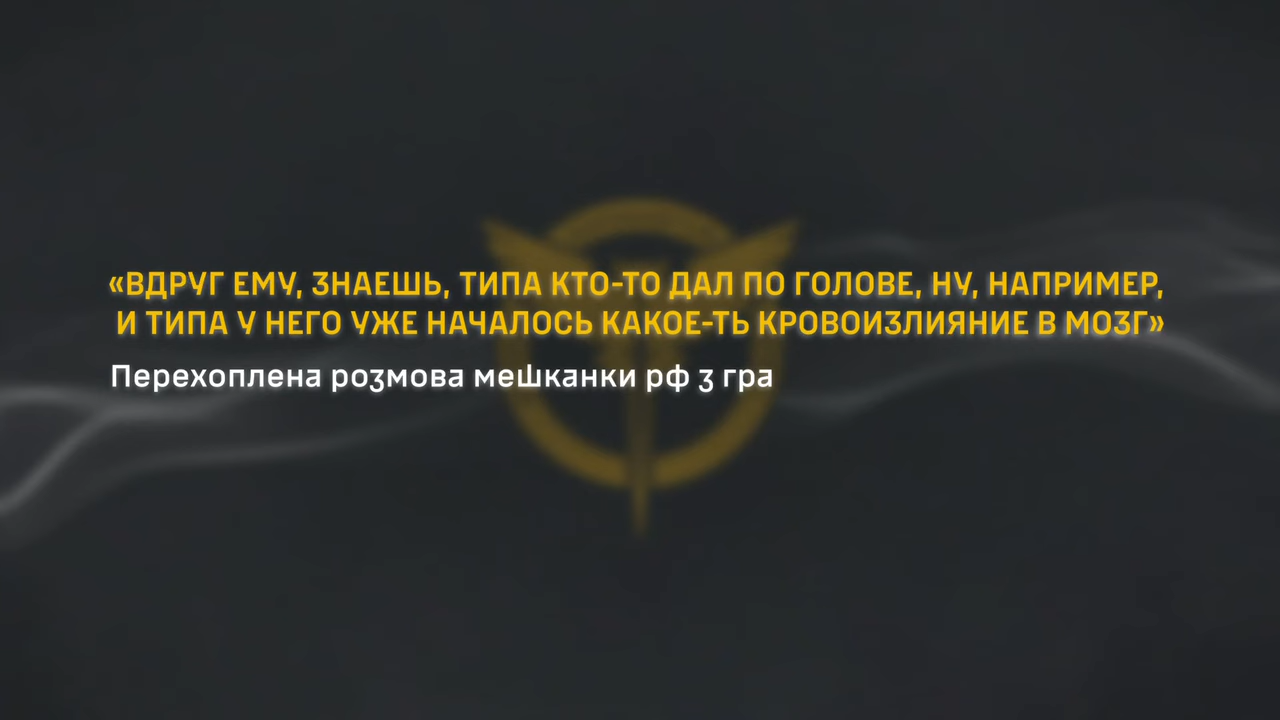 «ВДРУГ ЕМУ, ЗНАЕШЬ, ТИПА КТО-ТО ДАЛ ПО ГОЛОВЕ, НУ, НАПРИМЕР,
И ТИПА У НЕГО УЖЕ НАЧАЛОСЬ КАКОЕ-ТЬ КРОВОИЗЛИЯНИЕ В МОЗГ»
Перехоплена розмова мешканки рф з гра